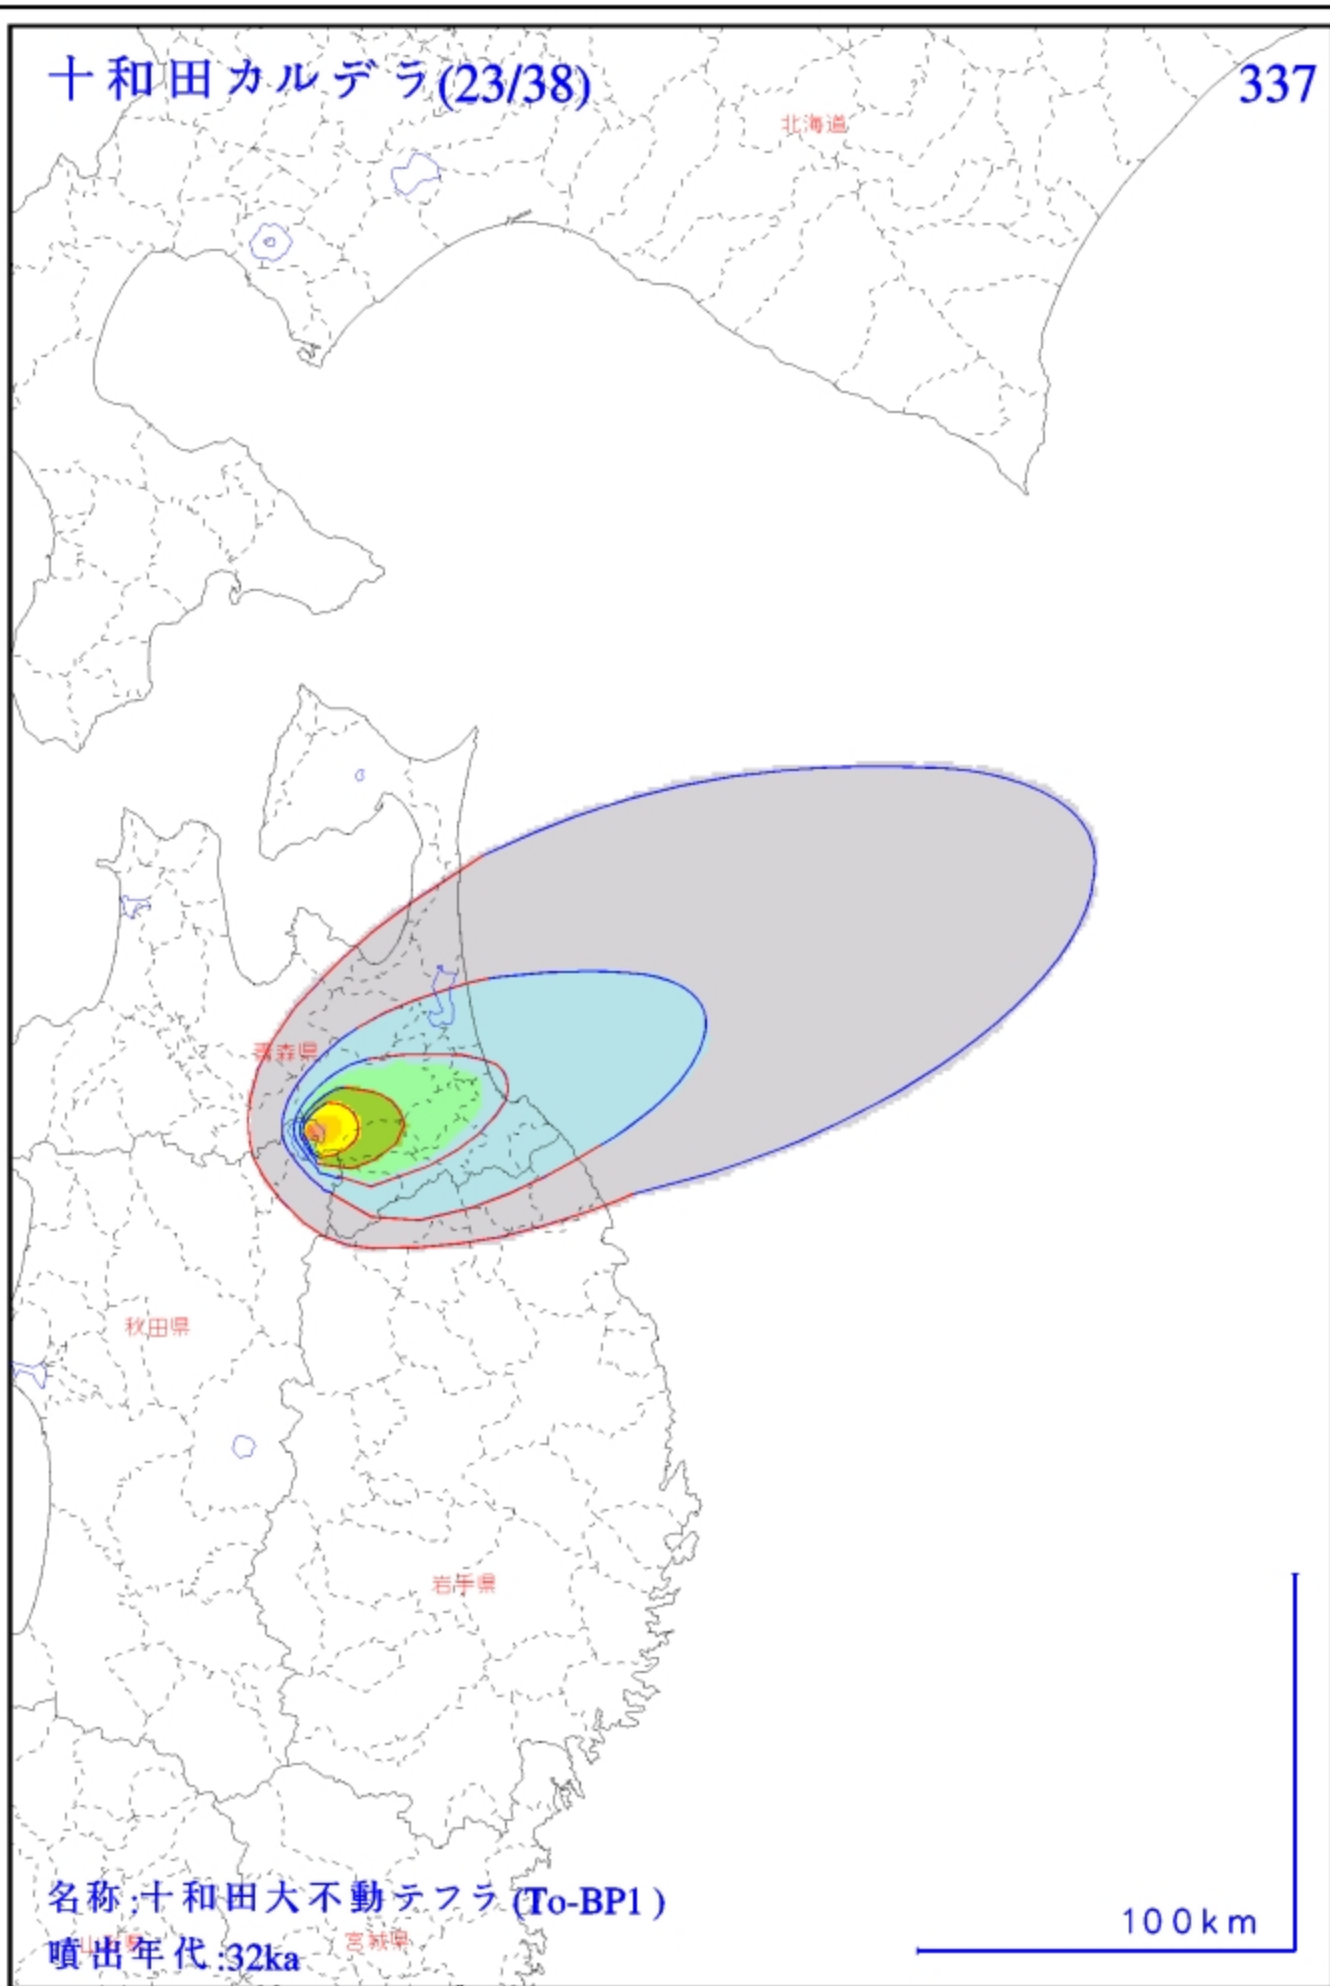 十和田カルデラ(23/38)
337
北海道
青森県
秋田県
岩手県
名称:十和田大不動テフラ(To-BP1)
宮城県
噴出年代:32ka
100km